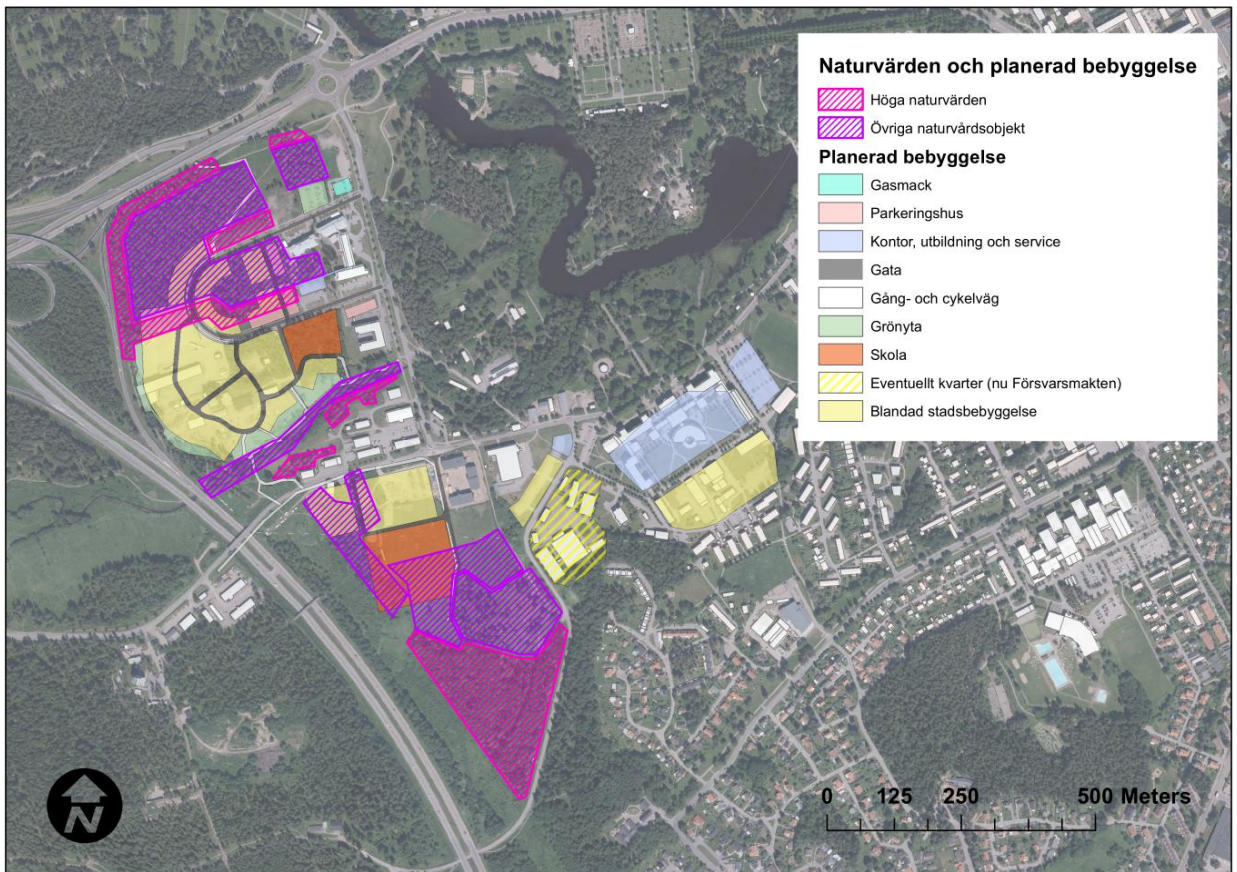 Naturvärden och planerad bebyggelse
Höga naturvärden
Övriga naturvårdsobjekt
Planerad bebyggelse
Gasmack
Parkeringshus
Kontor, utbildning och service
Gata
Gång- och cykelväg
Grönyta
Skola
Eventuellt kvarter (nu Försvarsmakten)
Blandad stadsbebyggelse
N
0 125 250 500 Meters